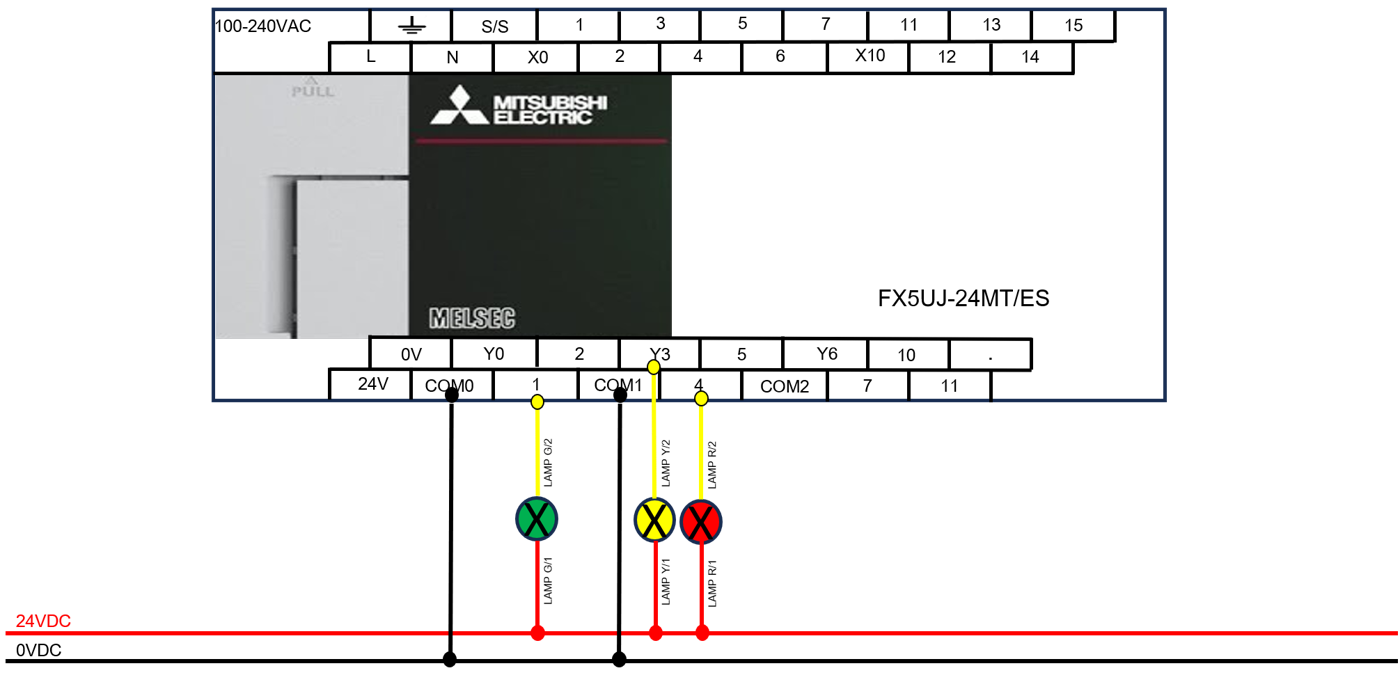 100-240VAC
S/S 1 3 5 7 11 13 15
L N X0 2 4 6 X10 12 14
PULL
MITSUBISHI
ELECTRIC
FX5UJ-24MT/ES
MELSEC
0V Y0 2 Y3 5 Y6 10 .
24V COM0 1 COM1 4 COM2 7 11
LAMP G/2
LAMP Y/2
LAMP R/2
X X X
LAMP G/1
LAMP Y/1
LAMP R/1
24VDC
0VDC